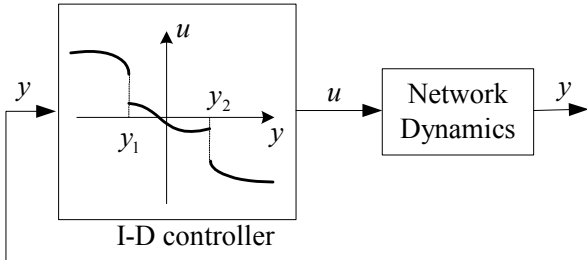 y
u
y
y₁
y₂
I-D controller
u
Network
Dynamics
y